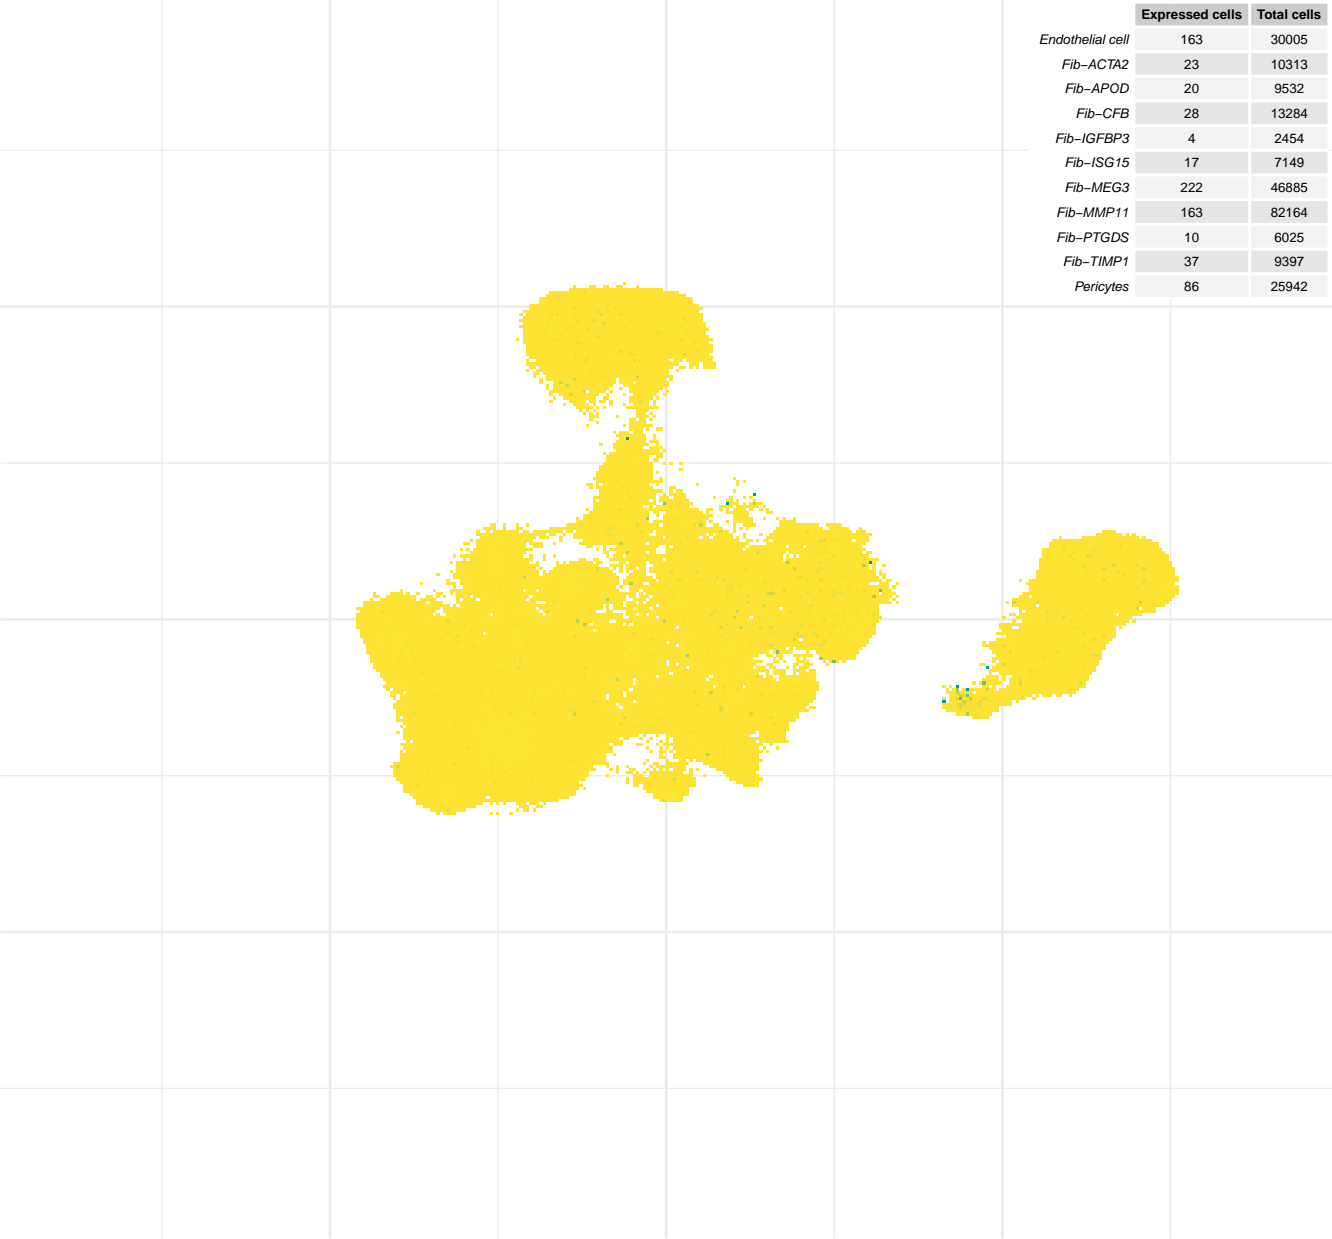 Expressed cells Total cells
Endothelial cell 163 30005
Fib−ACTA2 23 10313
Fib−APOD 20 9532
Fib−CFB 28 13284
Fib−IGFBP3 4 2454
Fib−ISG15 17 7149
Fib−MEG3 222 46885
Fib−MMP11 163 82164
Fib−PTGDS 10 6025
Fib−TIMP1 37 9397
Pericytes 86 25942